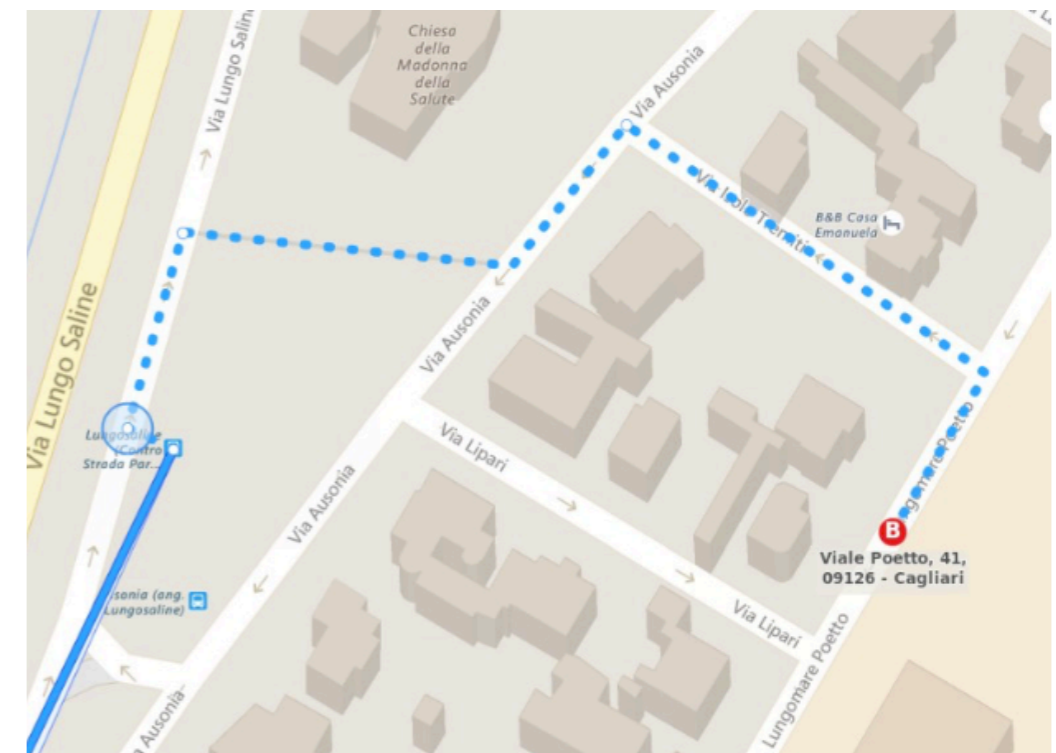 Chiesa
della
Madonna
della
Salute
Via Lungo Saline
Via Ausonia
Via Isole Tremiti
B&B Casa
Emanuela
Via Lungo Saline
Via Ausonia
Lungosaline
(Centro
Strada Par...
Via Lipari
Lungomare Poetto
B
Viale Poetto, 41,
09126 - Cagliari
Via Ausonia
(ang.
Lungosaline)
Via Lipari
Lungomare Poetto
Ausonia